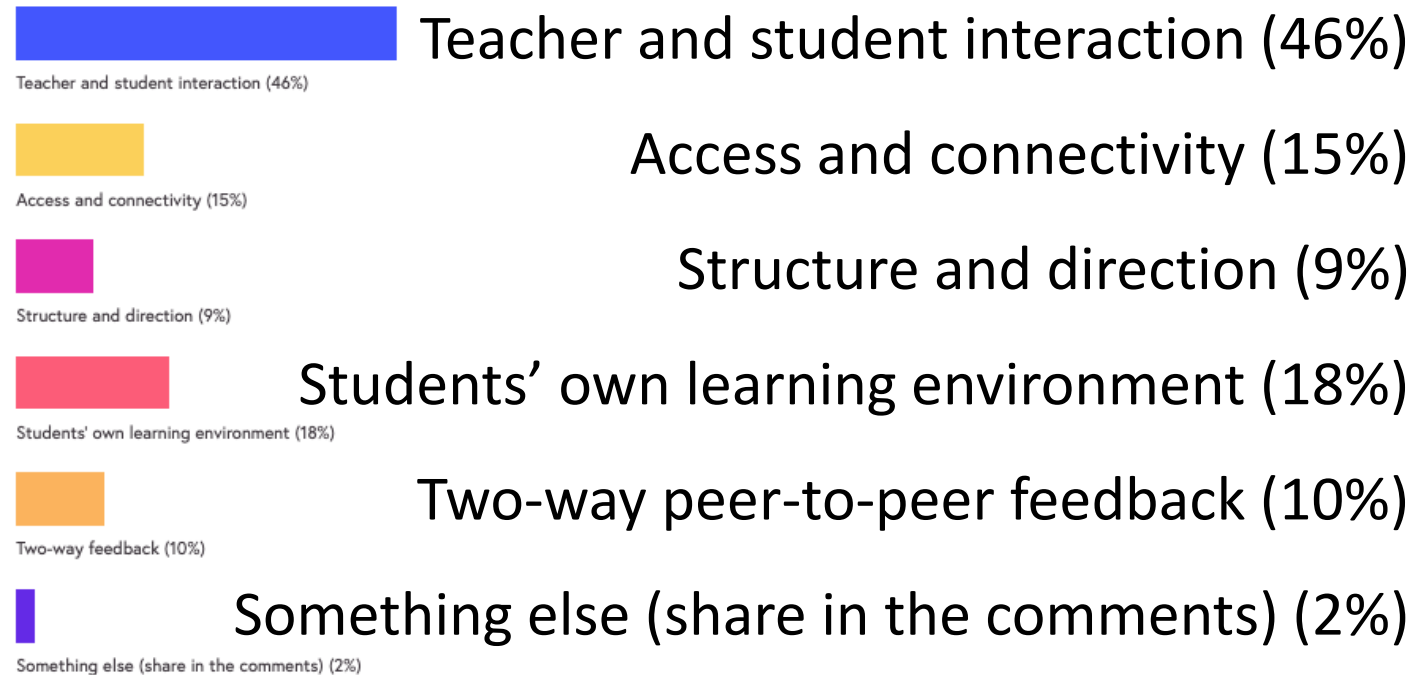 Teacher and student interaction (46%)
Teacher and student interaction (46%)
Access and connectivity (15%)
Access and connectivity (15%)
Structure and direction (9%)
Structure and direction (9%)
Students’ own learning environment (18%)
Students' own learning environment (18%)
Two-way peer-to-peer feedback (10%)
Two-way feedback (10%)
Something else (share in the comments) (2%)
Something else (share in the comments) (2%)